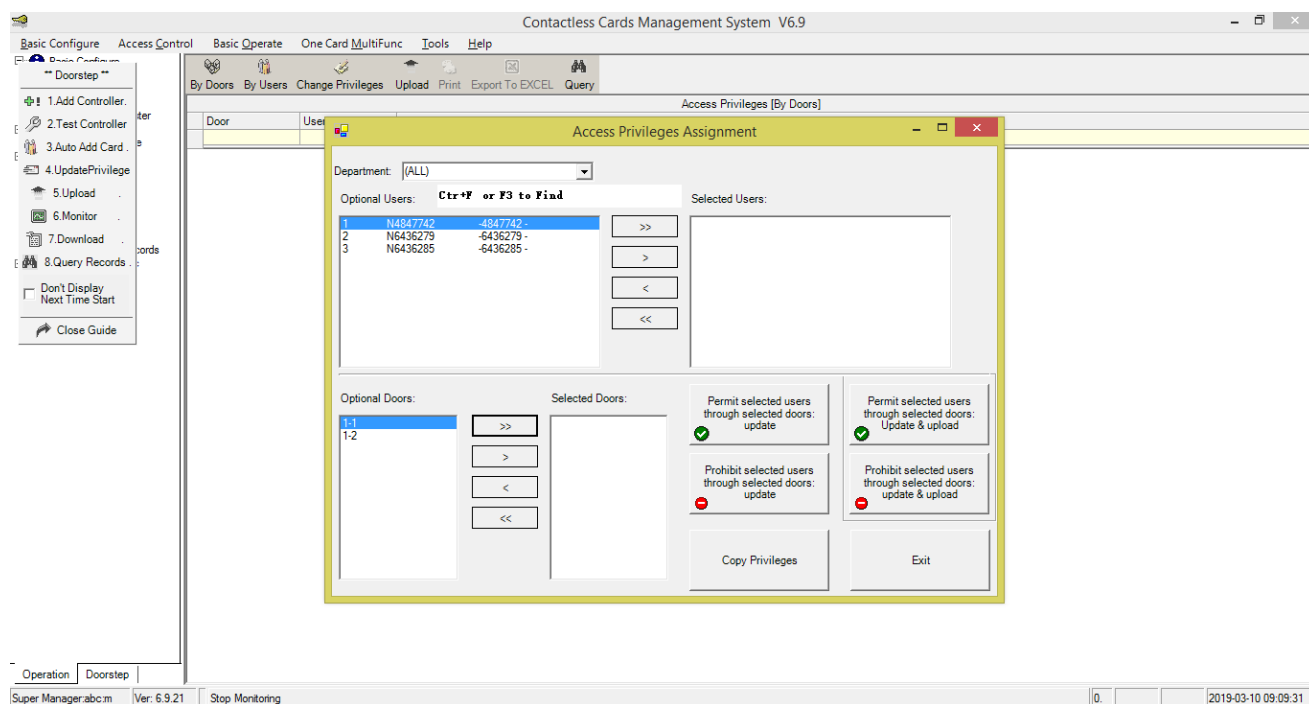 Contactless Cards Management System V6.9
Basic Configure Access Control Basic Operate One Card MultiFunc Tools Help
Basic Configure
** Doorstep **
1.Add Controller.
2.Test Controller
3.Auto Add Card .
4.UpdatePrivilege
5.Upload .
6.Monitor .
7.Download .
8.Query Records .
Don't Display
Next Time Start
Close Guide
By Doors By Users Change Privileges Upload Print Export To EXCEL Query
Access Privileges [By Doors]
Door
Access Privileges Assignment
Department: (ALL)
Optional Users: Ctr+F or F3 to Find Selected Users:
1 N4847742 -4847742 -
2 N6436279 -6436279 -
3 N6436285 -6436285 -
>>
>
<
<<
Optional Doors: Selected Doors:
1-1
1-2
>>
>
<
<<
Permit selected users
through selected doors:
update
Permit selected users
through selected doors:
Update & upload
Prohibit selected users
through selected doors:
update
Prohibit selected users
through selected doors:
update & upload
Copy Privileges
Exit
Operation Doorstep
Super Manager:abc:m Ver: 6.9.21 Stop Monitoring 0. 2019-03-10 09:09:31